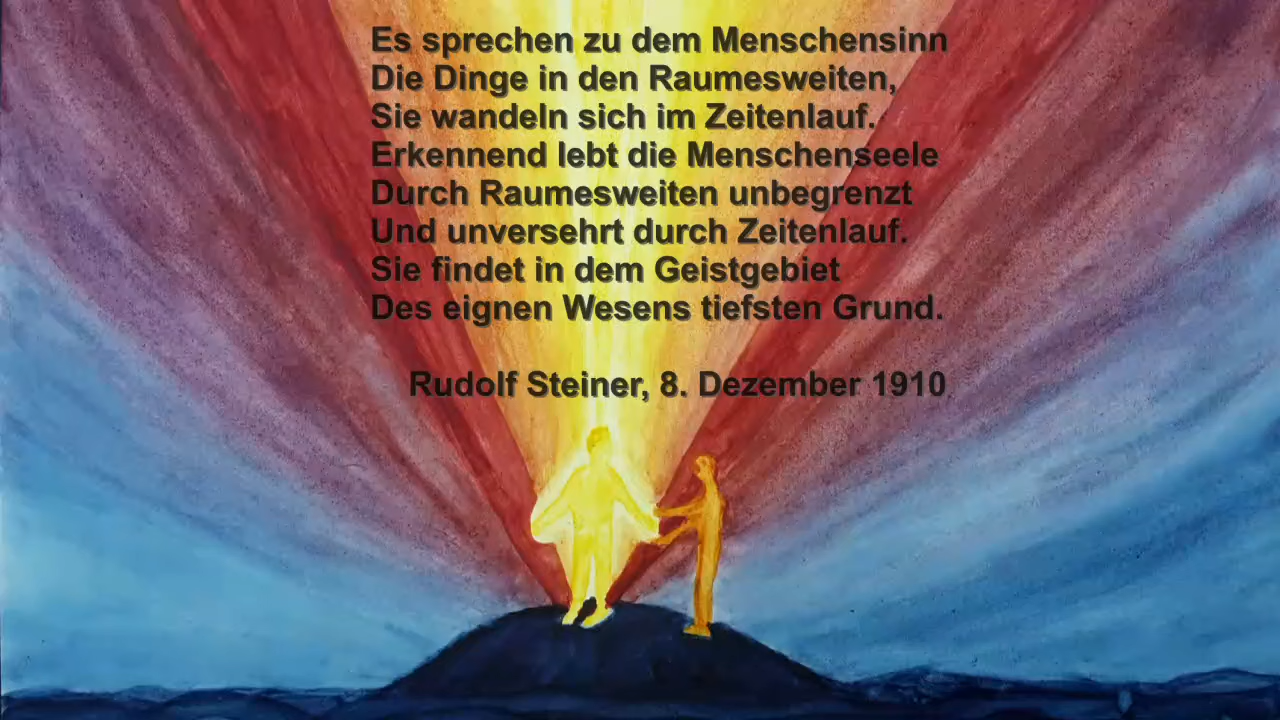 Es sprechen zu dem Menschensinn
Die Dinge in den Raumesweiten,
Sie wandeln sich im Zeitenlauf.
Erkennend lebt die Menschenseele
Durch Raumesweiten unbegrenzt
Und unversehrt durch Zeitenlauf.
Sie findet in dem Geistgebiet
Des eignen Wesens tiefsten Grund.
Rudolf Steiner, 8. Dezember 1910